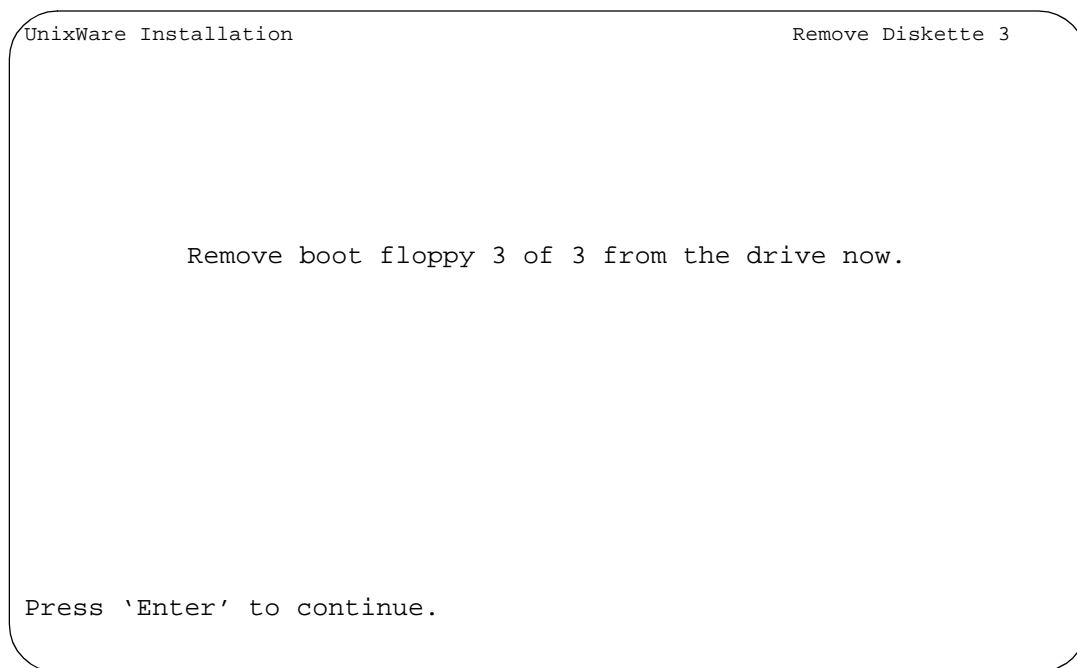 UnixWare Installation Remove Diskette 3
Remove boot floppy 3 of 3 from the drive now.
Press ‘Enter’ to continue.